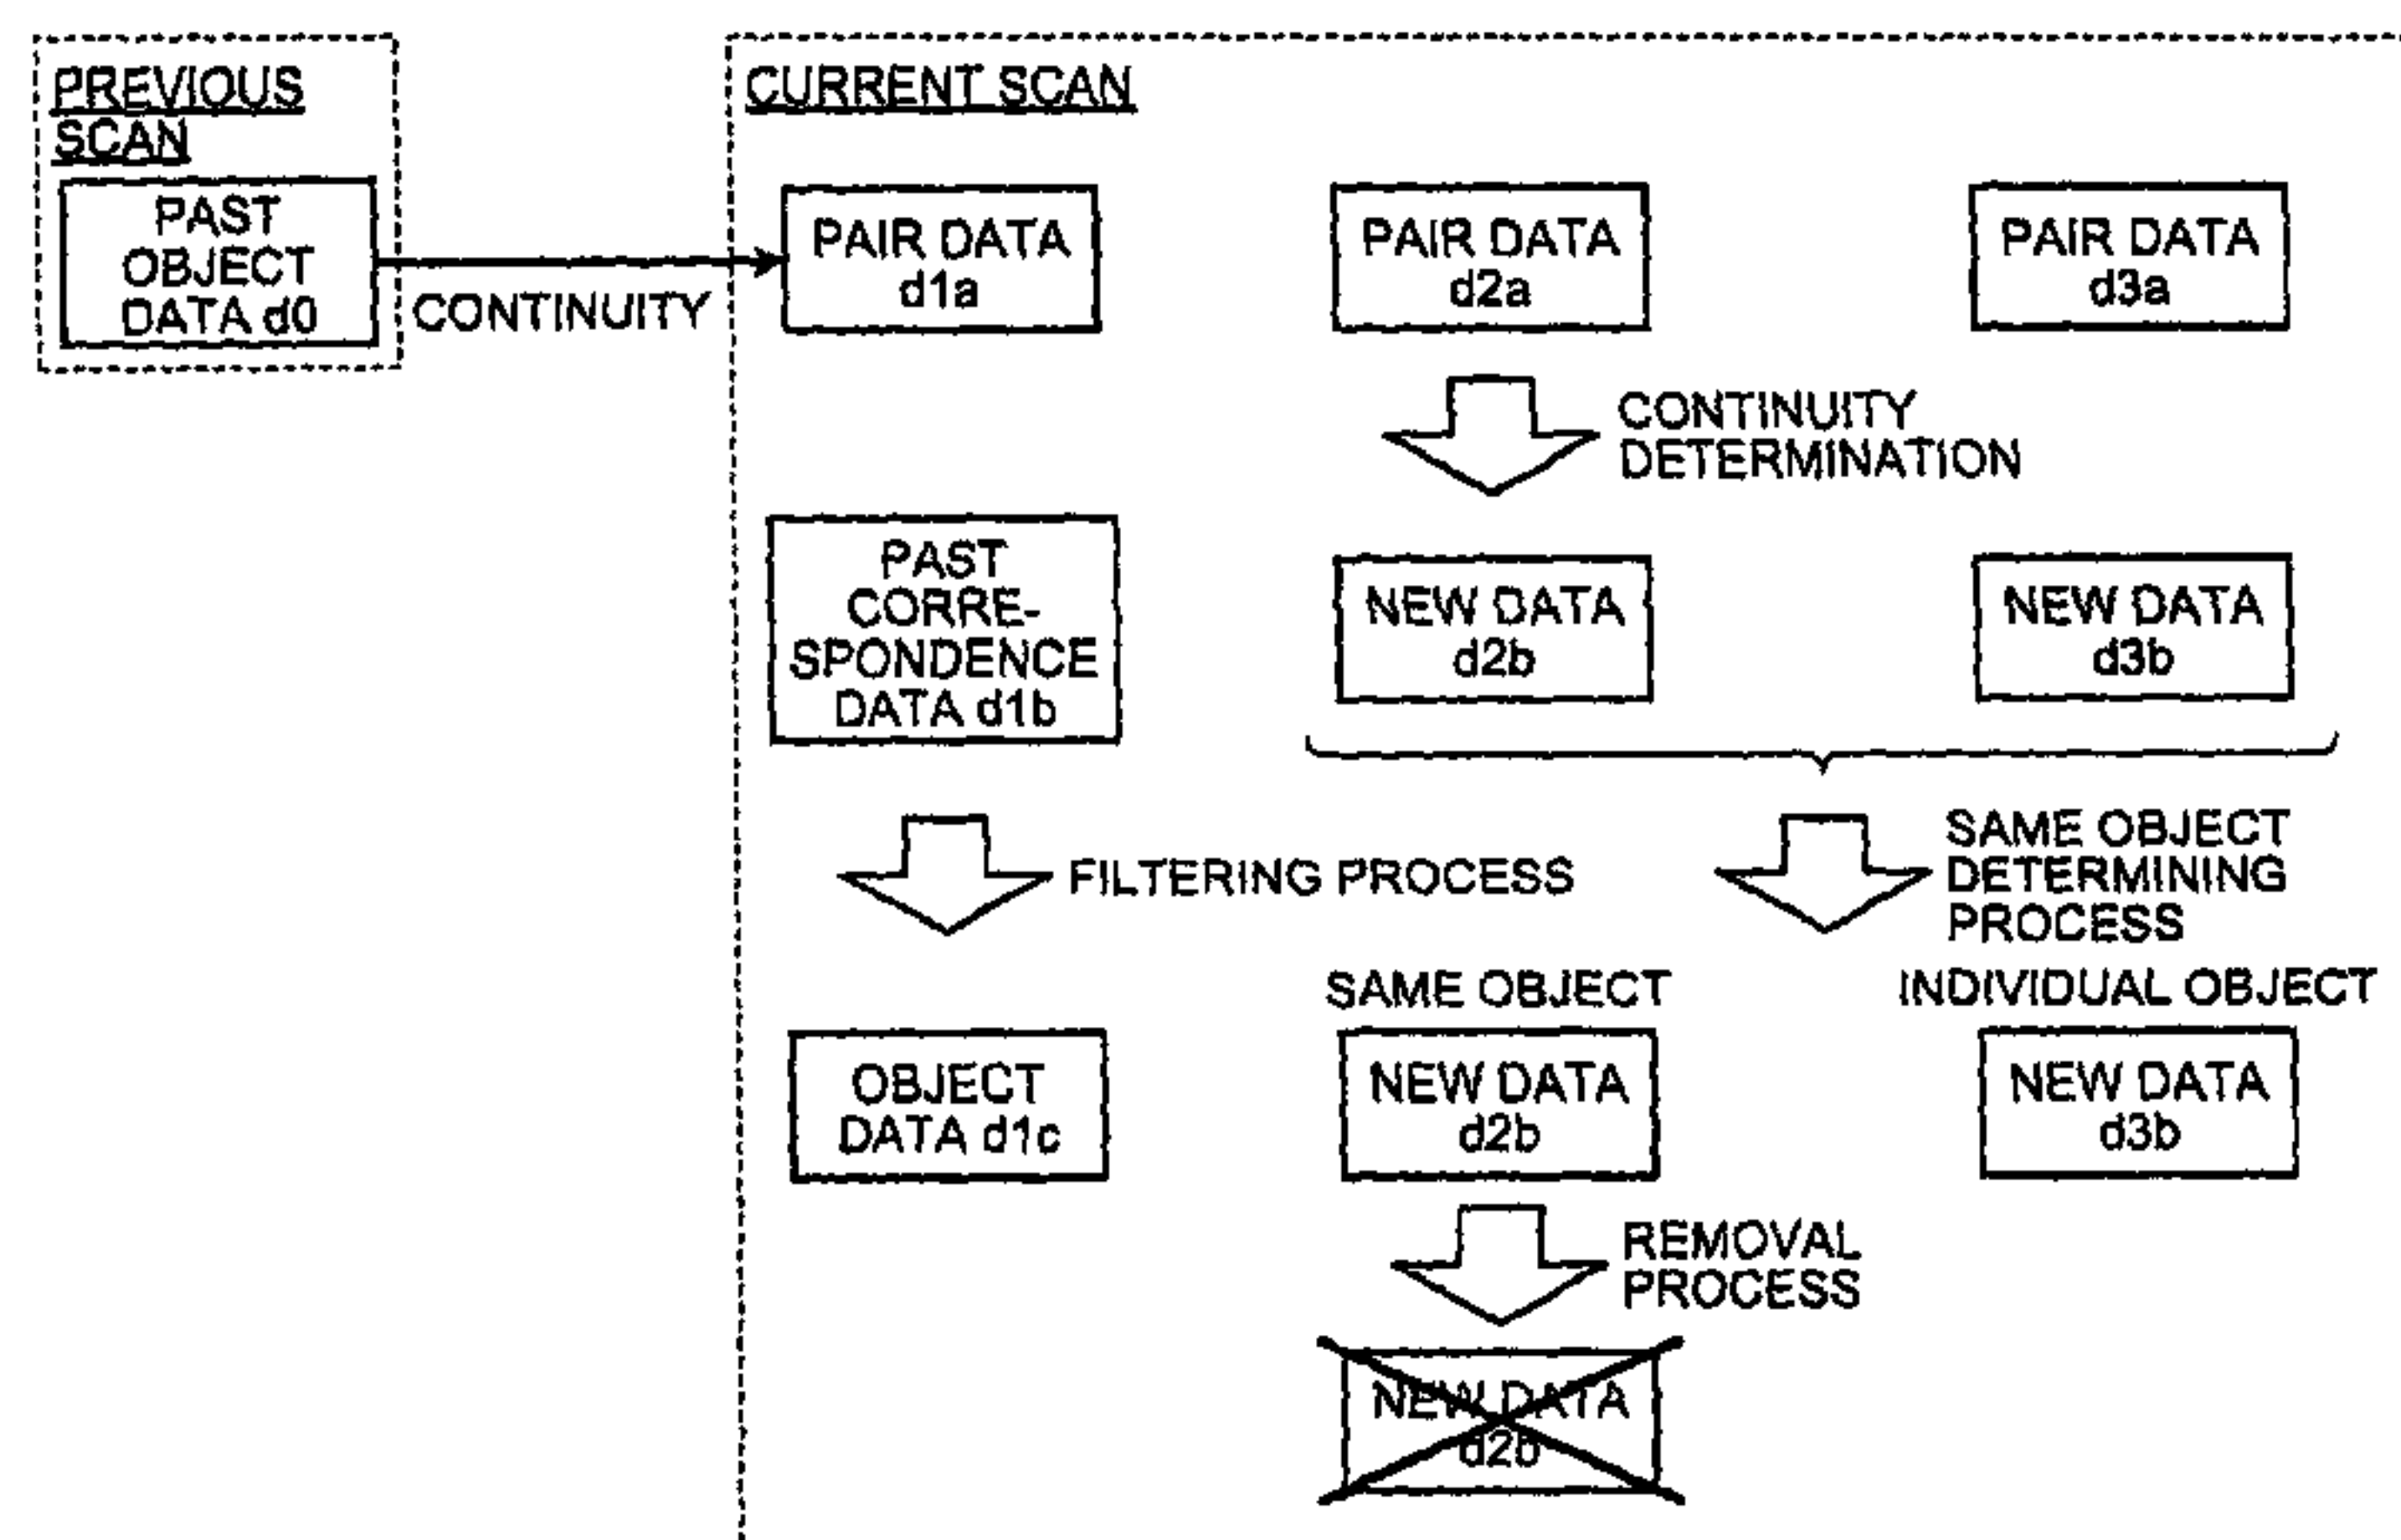 PREVIOUS
SCAN
PAST
OBJECT
DATA d0
CONTINUITY
CURRENT SCAN
PAIR DATA
d1a
PAIR DATA
d2a
PAIR DATA
d3a
CONTINUITY
DETERMINATION
PAST
CORRE-
SPONDENCE
DATA d1b
NEW DATA
d2b
NEW DATA
d3b
FILTERING PROCESS
SAME OBJECT
DETERMINING
PROCESS
SAME OBJECT
INDIVIDUAL OBJECT
OBJECT
DATA d1c
NEW DATA
d2b
NEW DATA
d3b
REMOVAL
PROCESS
NEW DATA
d2b